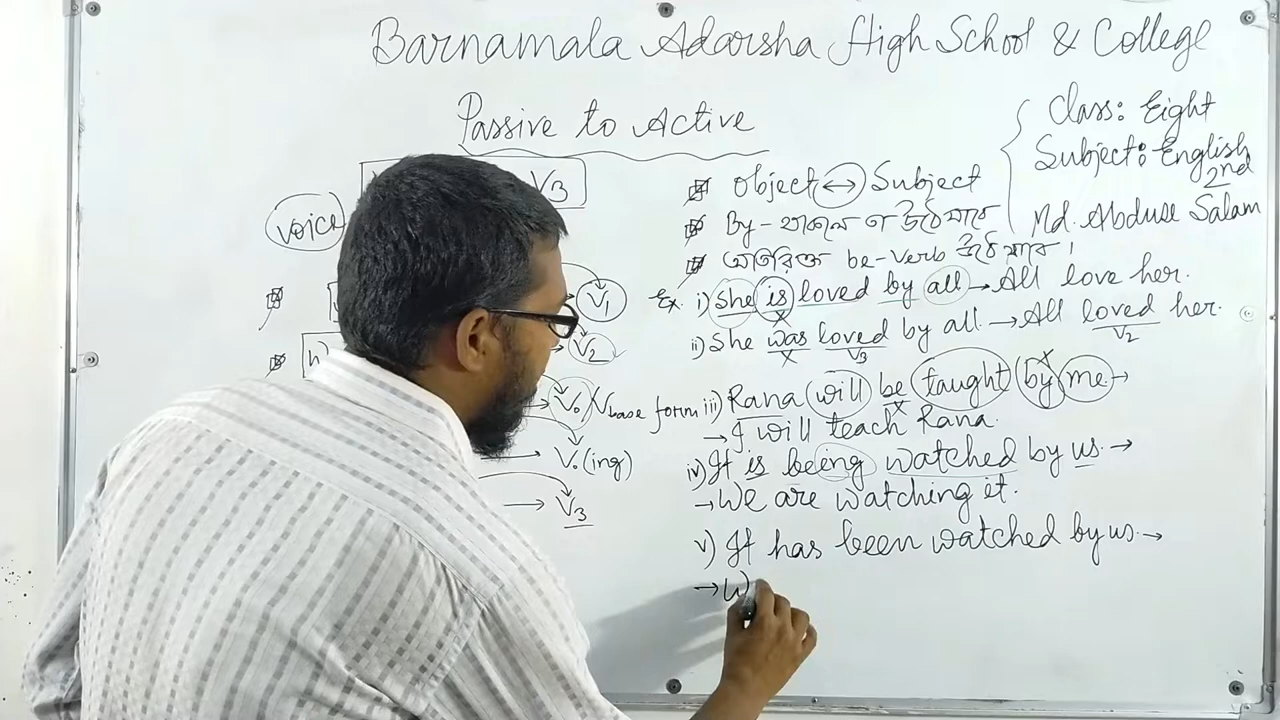 Barnamala Adarsha High School & College
Passive to Active
Class: Eight
Subject: English 2nd
Md. Abduse Salam
V3
voice
Object ↔ Subject
By - থাকলে তা উঠে যাবে
অতিরিক্ত be-verb উঠে যাবে।
V1
V2
V0 / V base form
V0 (ing)
V3
Ex. i) She is loved by all → All love her.
ii) She was loved by all → All loved her.
X V3 V2
iii) Rana will be taught by me →
→ I will teach Rana.
iv) It is being watched by us. →
→ We are watching it.
v) It has been watched by us. →
→ W